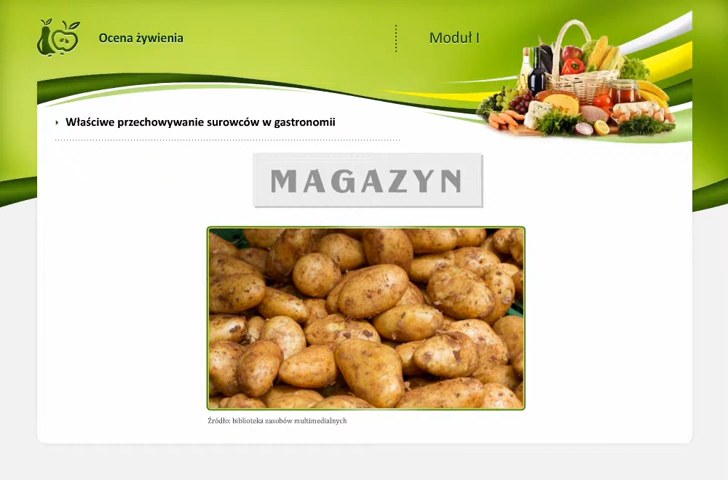 Ocena żywienia
Moduł I
Właściwe przechowywanie surowców w gastronomii
MAGAZYN
Źródło: biblioteka zasobów multimedialnych